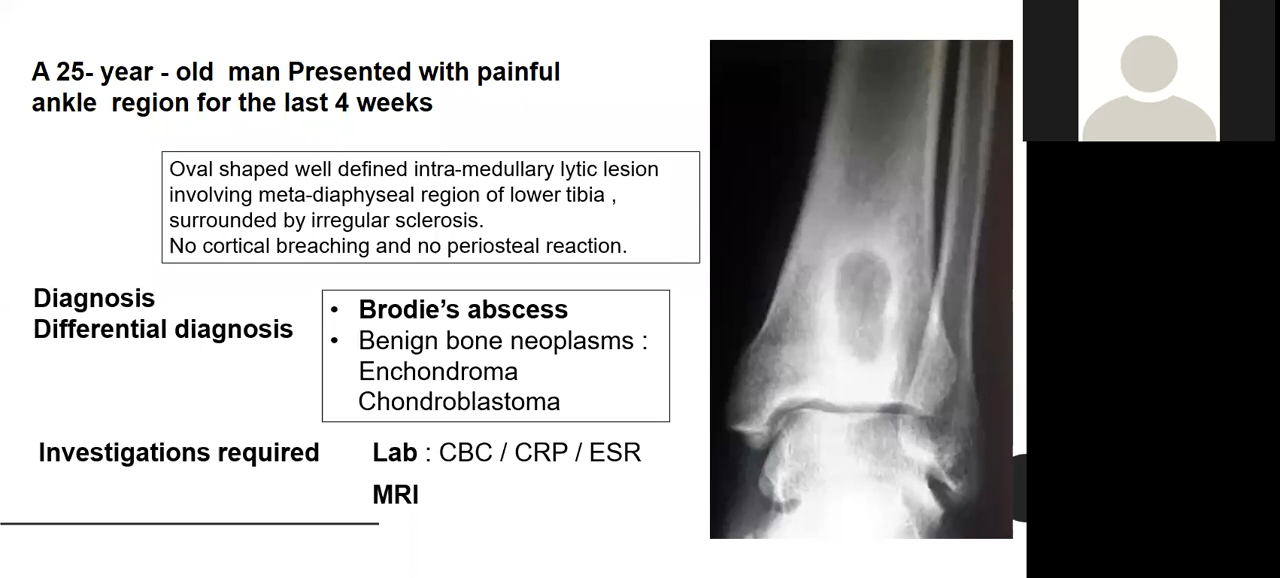 A 25- year - old man Presented with painful
ankle region for the last 4 weeks
Oval shaped well defined intra-medullary lytic lesion
involving meta-diaphyseal region of lower tibia ,
surrounded by irregular sclerosis.
No cortical breaching and no periosteal reaction.
Diagnosis
Differential diagnosis
• Brodie’s abscess
• Benign bone neoplasms :
Enchondroma
Chondroblastoma
Investigations required
Lab : CBC / CRP / ESR
MRI